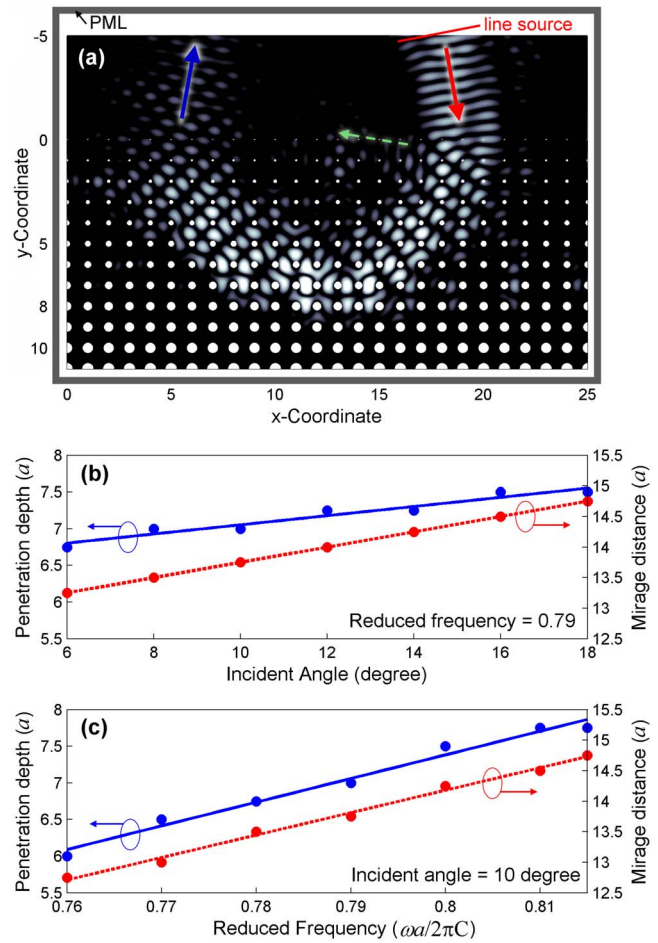 PML
line source
(a)
y-Coordinate
-5
0
5
8
10
0 5 10 15 20 25
x-Coordinate
(b)
Penetration depth (a)
8
7.5
7
6.5
6
5.5
Mirage distance (a)
15.5
15
14.5
14
13.5
13
12.5
Reduced frequency = 0.79
6 8 10 12 14 16 18
Incident Angle (degree)
(c)
Penetration depth (a)
8
7.5
7
6.5
6
5.5
Mirage distance (a)
15.5
15
14.5
14
13.5
13
12.5
Incident angle = 10 degree
0.76 0.77 0.78 0.79 0.8 0.81
Reduced Frequency (ωa/2πC)